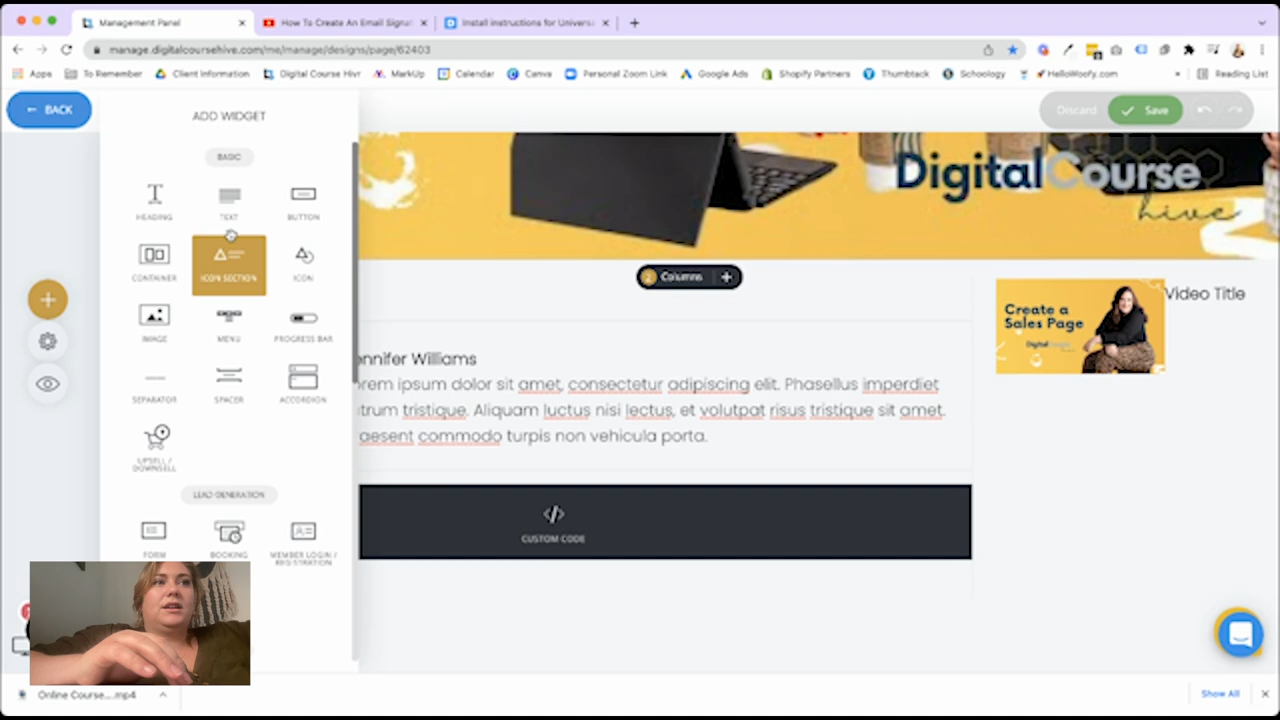 Management Panel
How To Create An Email Signat
Install instructions for Univers
manage.digitalcoursehive.com/me/manage/designs/page/62403
Apps To Remember Client Information Digital Course Hivr MarkUp Calendar Canva Personal Zoom Link Google Ads Shopify Partners Thumbtack Schoology HelloWoofy.com » Reading List
← BACK
ADD WIDGET
Discard ✓ Save
BASIC
HEADING TEXT BUTTON
CONTAINER ICON SECTION ICON
IMAGE MENU PROGRESS BAR
SEPARATOR SPACER ACCORDION
UPSELL /
DOWNSELL
LEAD GENERATION
FORM BOOKING MEMBER LOGIN /
REGISTRATION
DigitalCourse
hive
2 Columns +
Create a
Sales Page
Digital
Video Title
ennifer Williams
rem ipsum dolor sit amet, consectetur adipiscing elit. Phasellus imperdiet
trum tristique. Aliquam luctus nisi lectus, et volutpat risus tristique sit amet.
aesent commodo turpis non vehicula porta.
CUSTOM CODE
Online Course....mp4
Show All